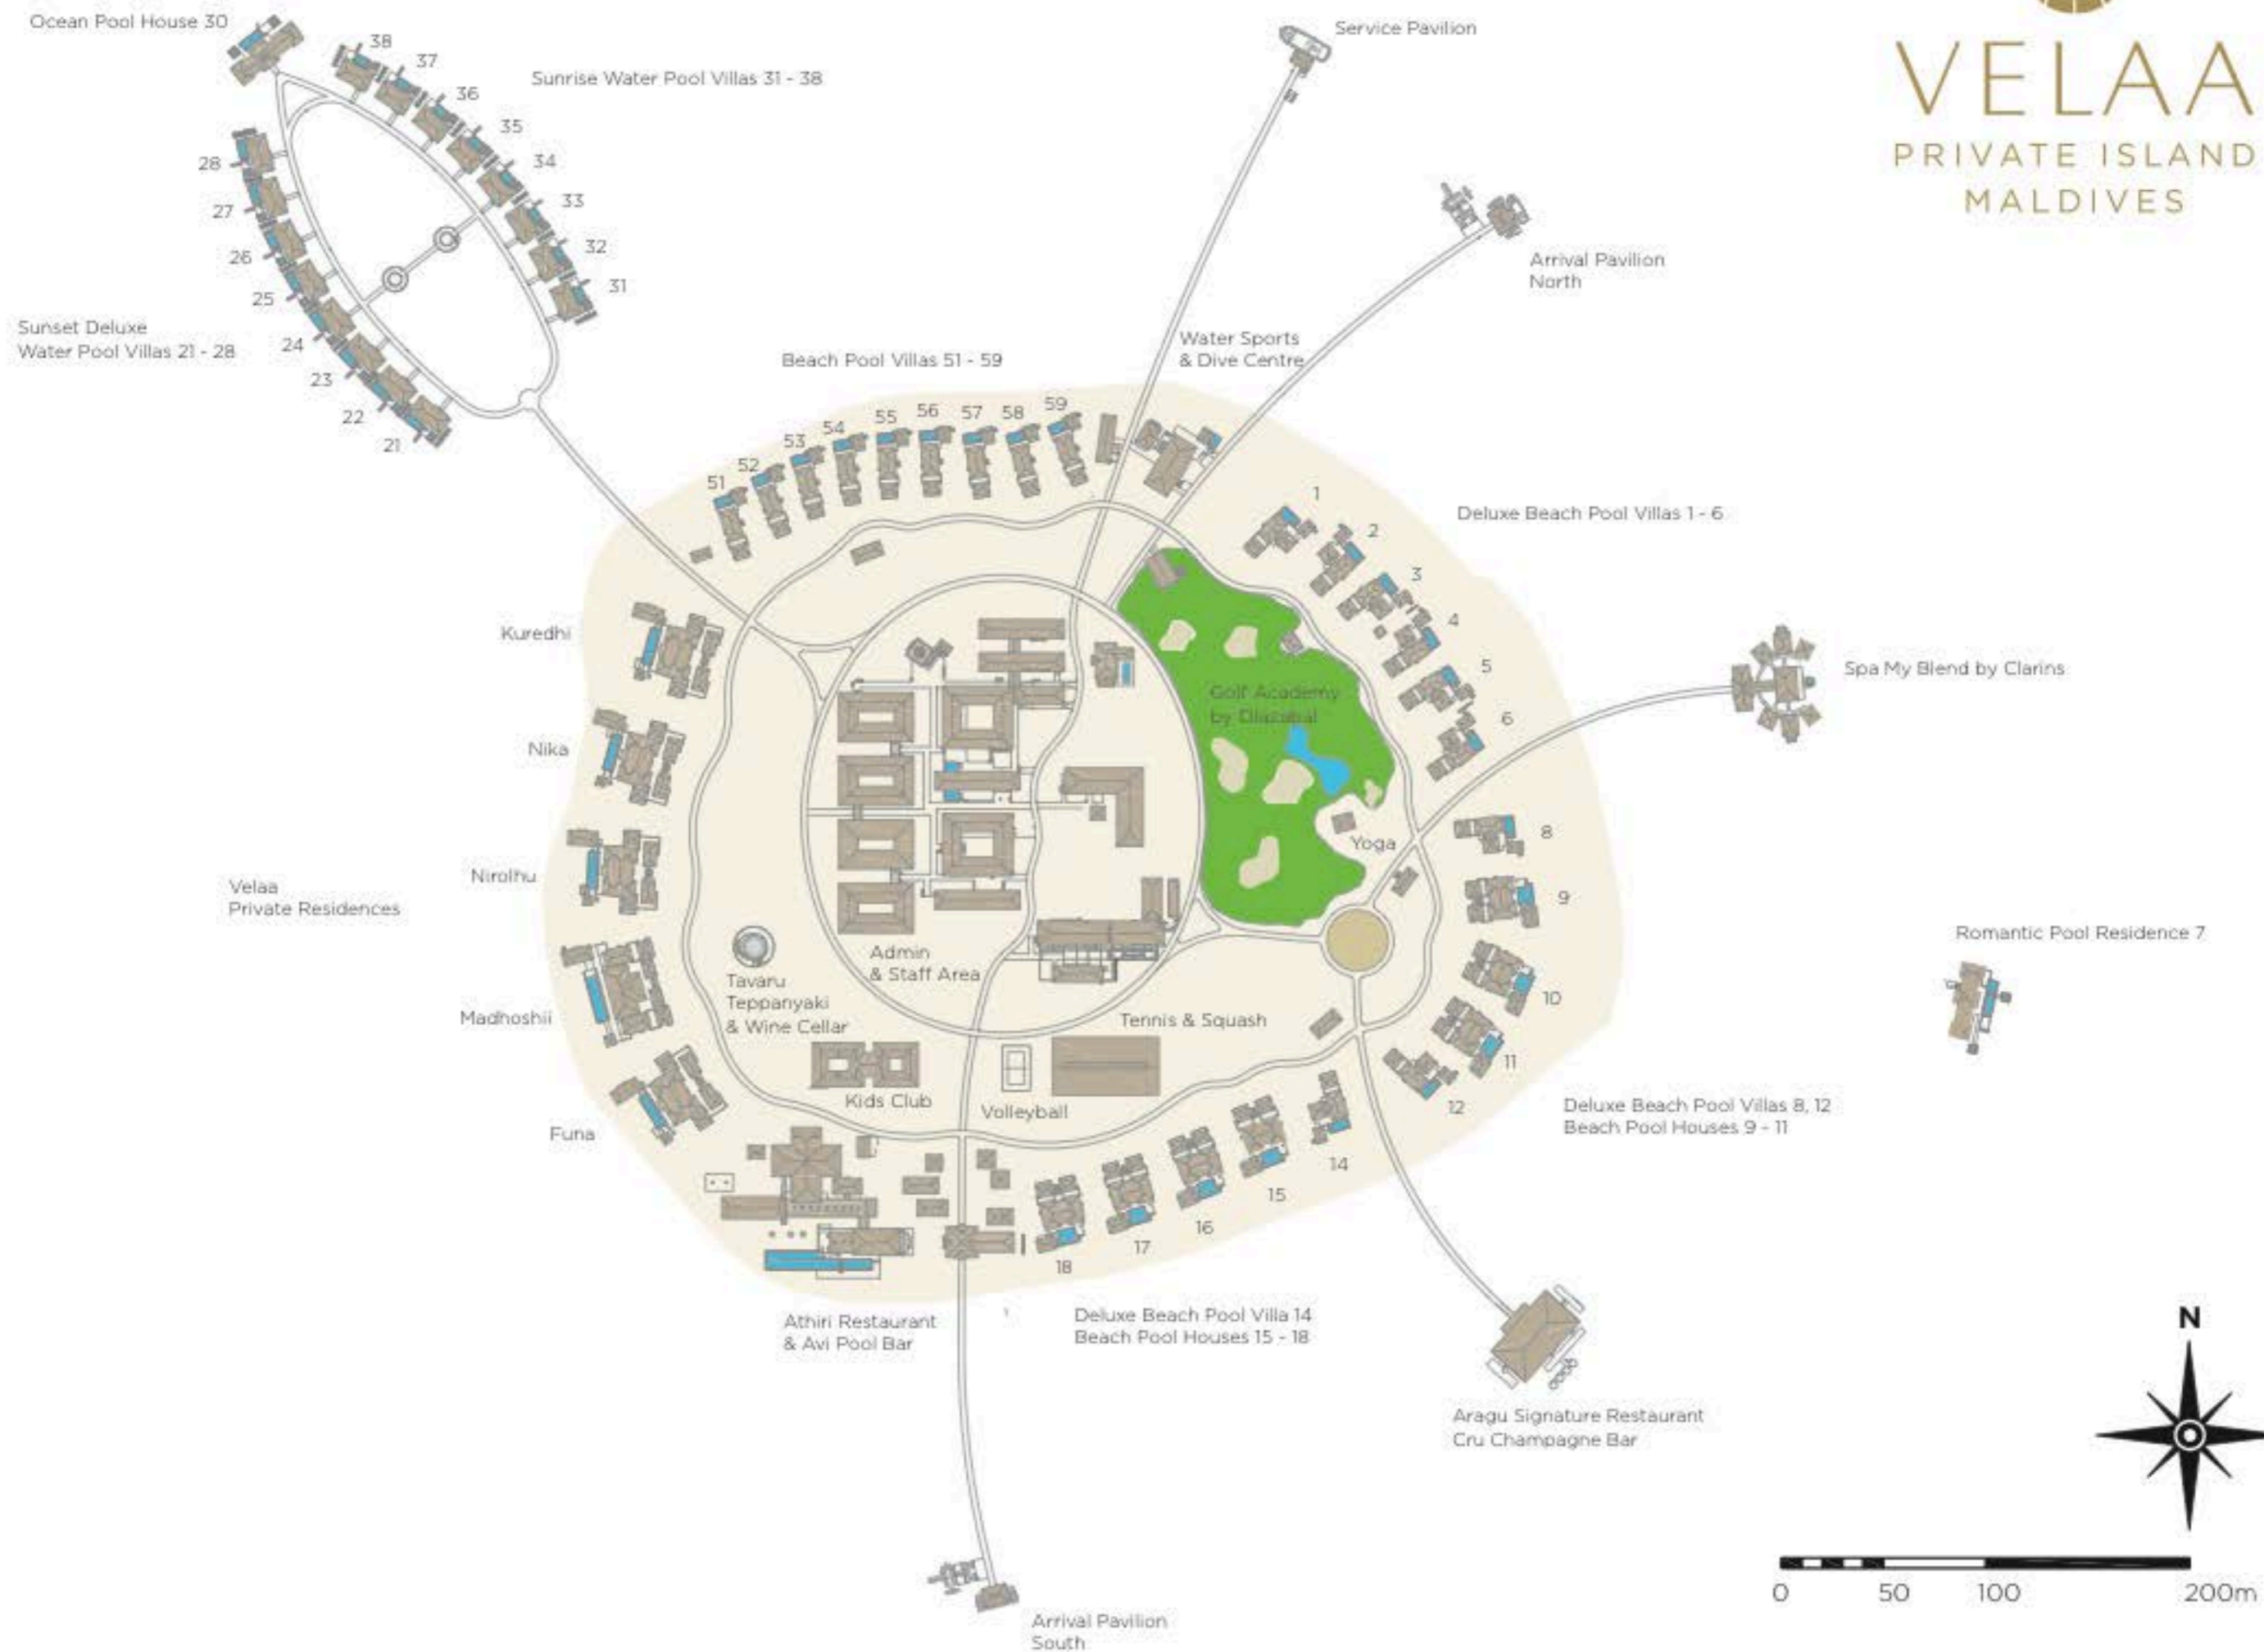 Ocean Pool House 30
38
37
36
35
34
33
32
31
Sunrise Water Pool Villas 31 - 38
28
27
26
25
24
23
22
21
Sunset Deluxe
Water Pool Villas 21 - 28
Service Pavilion
VELAA
PRIVATE ISLAND
MALDIVES
Arrival Pavilion
North
Water Sports
& Dive Centre
Beach Pool Villas 51 - 59
51
52
53
54
55
56
57
58
59
1
2
3
4
5
6
Deluxe Beach Pool Villas 1 - 6
Kuredhi
Nika
Nirolhu
Madhoshii
Funa
Velaa
Private Residences
Golf Academy
by Olazabal
Yoga
Spa My Blend by Clarins
8
9
10
11
12
Romantic Pool Residence 7
Admin
& Staff Area
Tavaru
Teppanyaki
& Wine Cellar
Tennis & Squash
Kids Club
Volleyball
Deluxe Beach Pool Villas 8, 12
Beach Pool Houses 9 - 11
14
15
16
17
18
Athiri Restaurant
& Avi Pool Bar
Deluxe Beach Pool Villa 14
Beach Pool Houses 15 - 18
Aragu Signature Restaurant
Cru Champagne Bar
N
0 50 100 200m
Arrival Pavilion
South